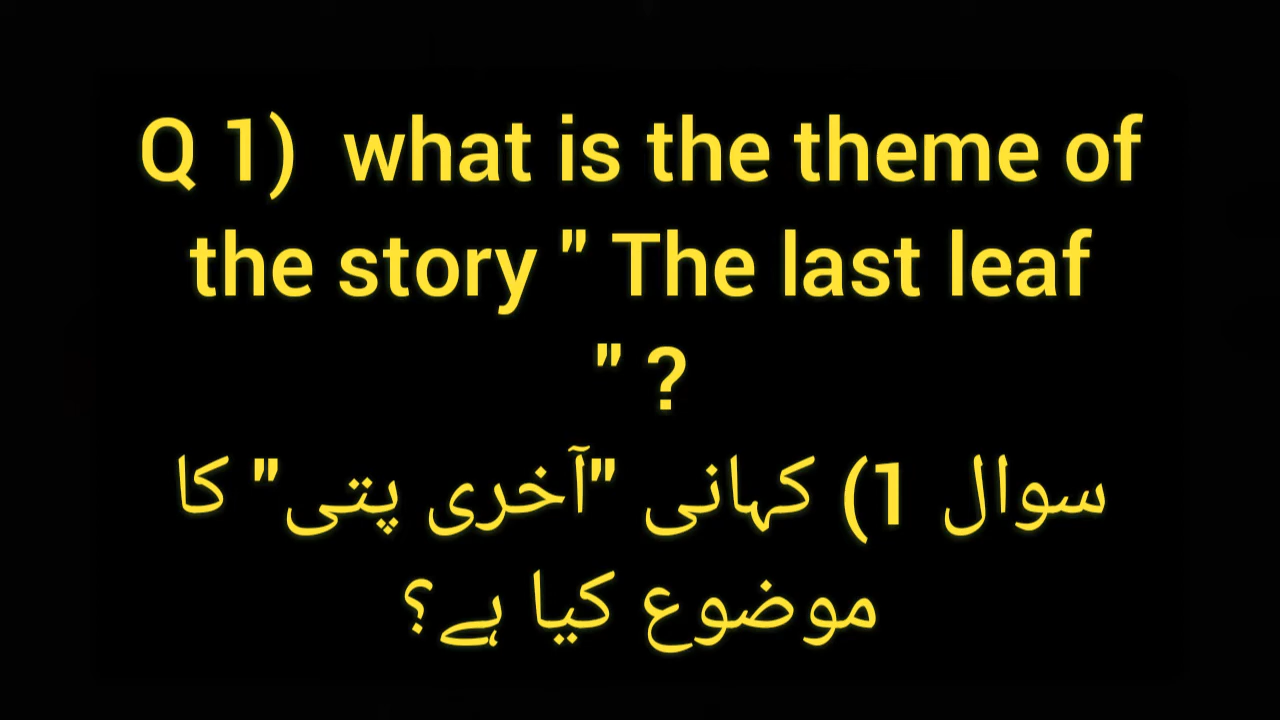 Q 1)  what is the theme of
the story " The last leaf
" ?
سوال 1) کہانی "آخری پتی" کا
موضوع کیا ہے؟